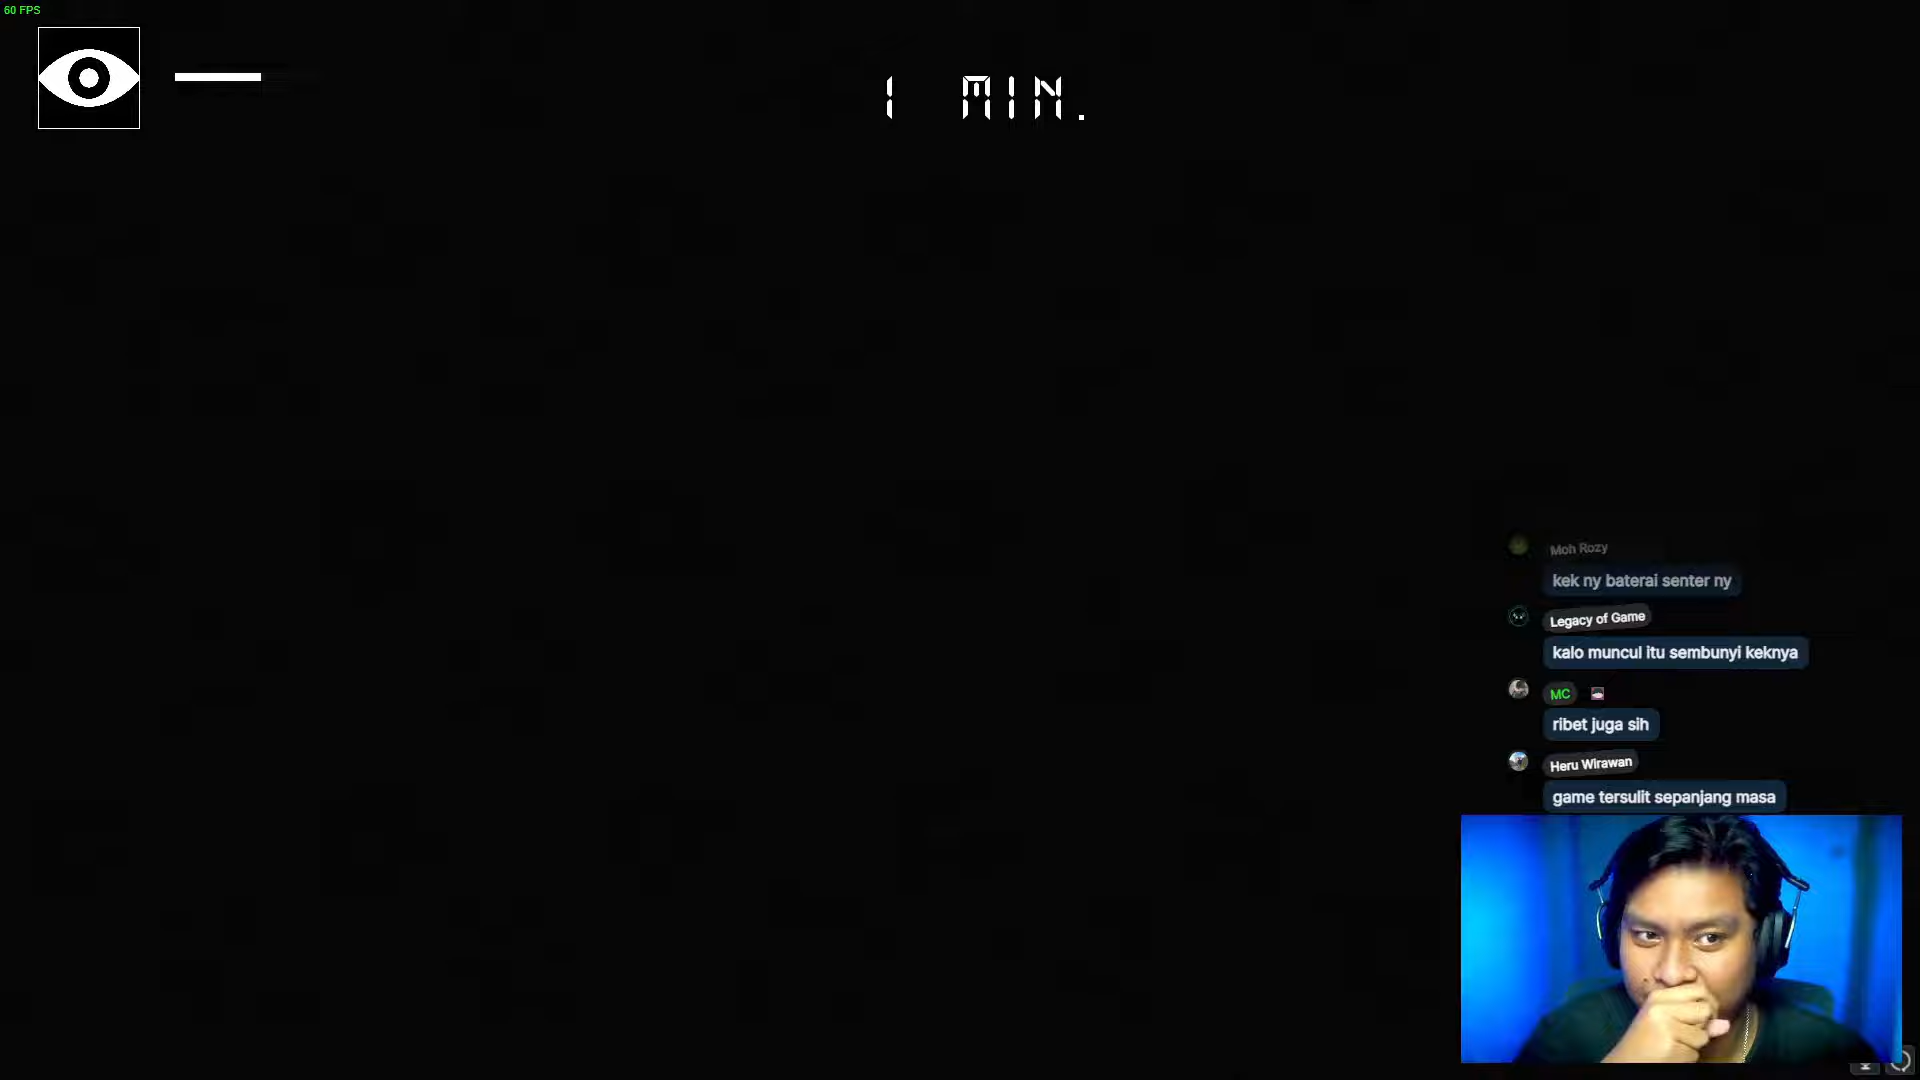 60 FPS
1 MIN.
Moh Rozy
kek ny baterai senter ny
Legacy of Game
kalo muncul itu sembunyi keknya
MC
ribet juga sih
Heru Wirawan
game tersulit sepanjang masa